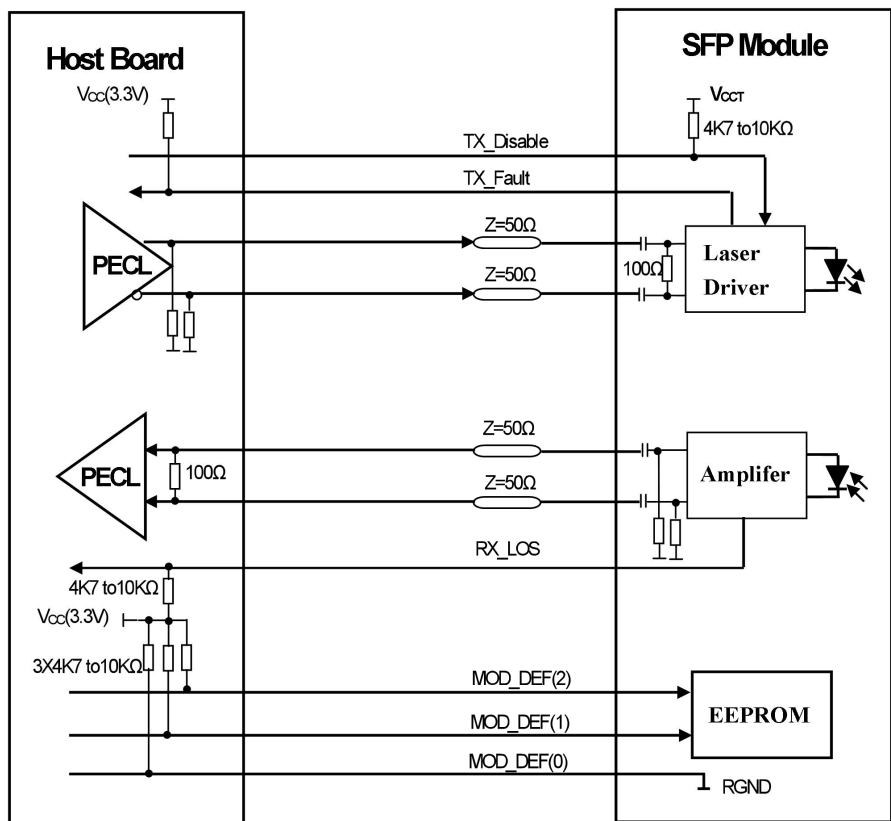 Host Board
SFP Module
VCC(3.3V)
VCCT
4K7 to10KΩ
TX_Disable
TX_Fault
Z=50Ω
PECL
Z=50Ω
100Ω
Laser
Driver
Z=50Ω
PECL
100Ω
Z=50Ω
Amplifer
RX_LOS
4K7 to10KΩ
VCC(3.3V)
3X4K7 to10KΩ
MOD_DEF(2)
MOD_DEF(1)
EEPROM
MOD_DEF(0)
RGND